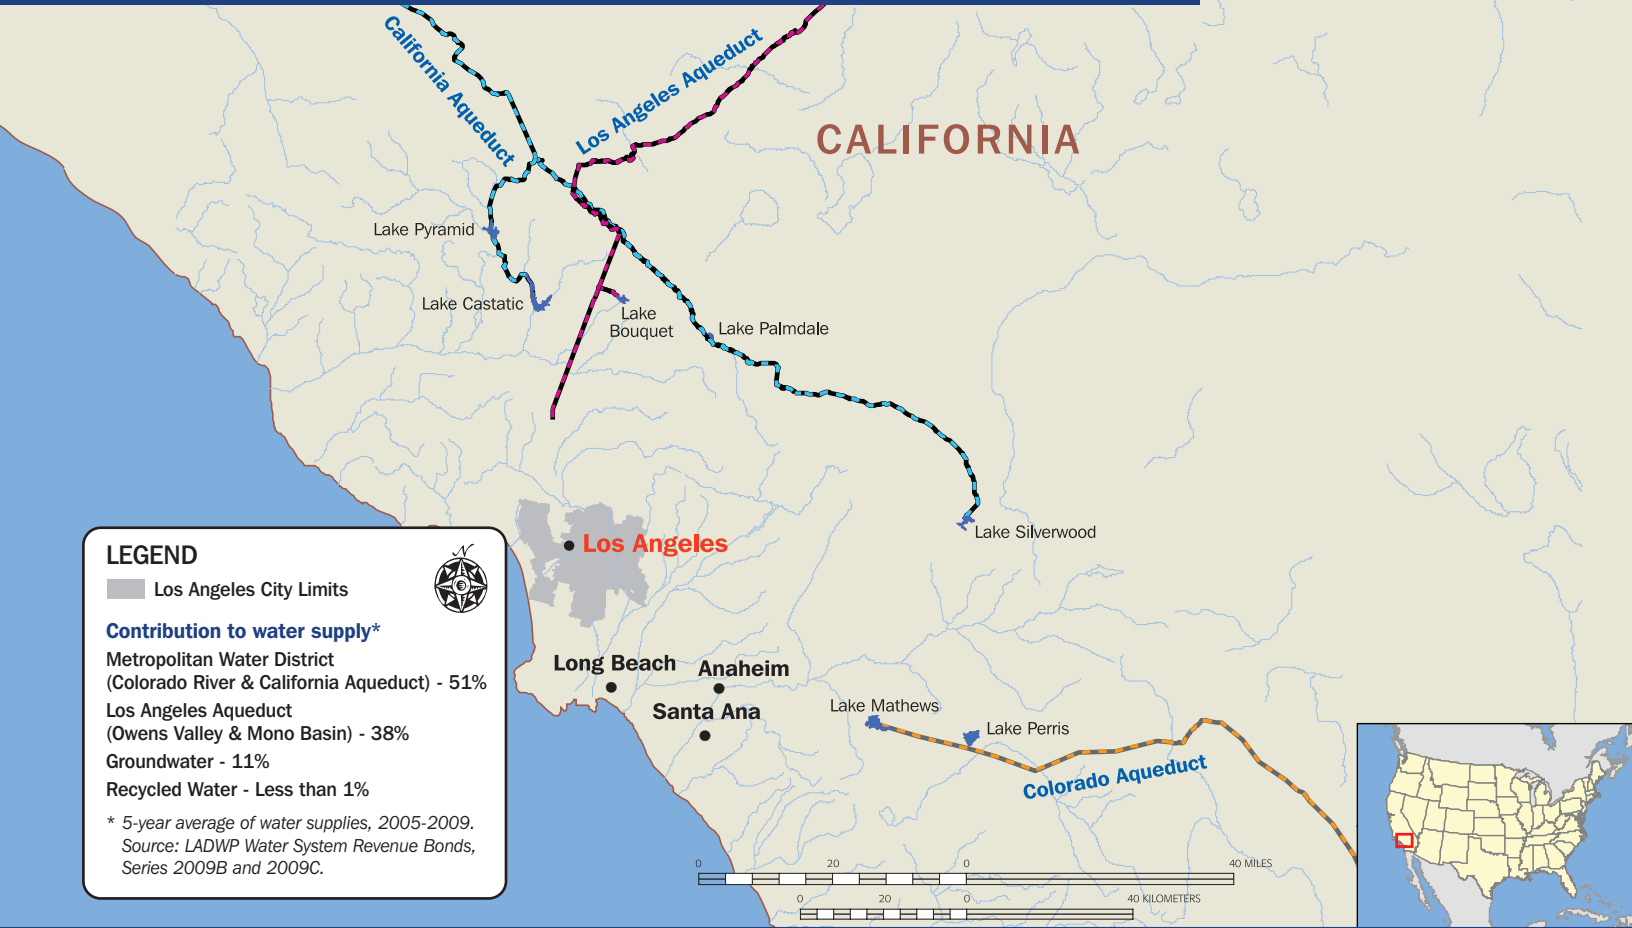 California Aqueduct
Los Angeles Aqueduct
CALIFORNIA
Lake Pyramid
Lake Castatic
Lake
Bouquet
Lake Palmdale
Lake Silverwood
Los Angeles
Long Beach
Anaheim
Santa Ana
Lake Mathews
Lake Perris
Colorado Aqueduct
LEGEND
N
Los Angeles City Limits
Contribution to water supply*
Metropolitan Water District
(Colorado River & California Aqueduct) - 51%
Los Angeles Aqueduct
(Owens Valley & Mono Basin) - 38%
Groundwater - 11%
Recycled Water - Less than 1%
* 5-year average of water supplies, 2005-2009.
Source: LADWP Water System Revenue Bonds,
Series 2009B and 2009C.
0 20 0 40 MILES
0 20 0 40 KILOMETERS